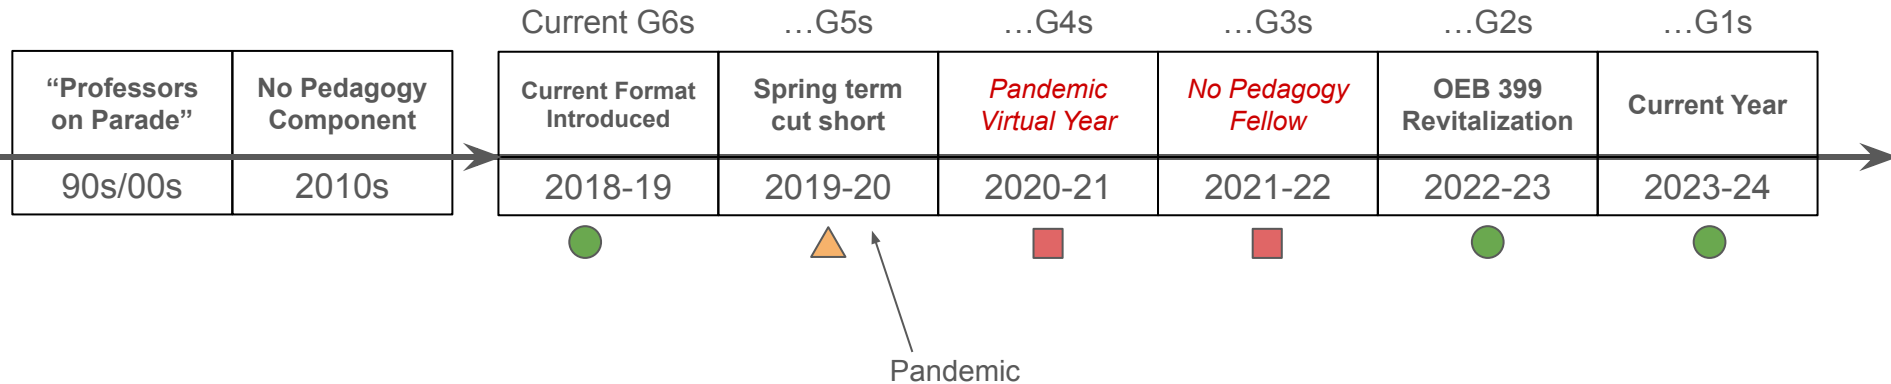 Current G6s
…G5s
…G4s
…G3s
…G2s
…G1s
“Professors
on Parade”
No Pedagogy
Component
Current Format
Introduced
Spring term
cut short
Pandemic
Virtual Year
No Pedagogy
Fellow
OEB 399
Revitalization
Current Year
90s/00s
2010s
2018-19
2019-20
2020-21
2021-22
2022-23
2023-24
Pandemic